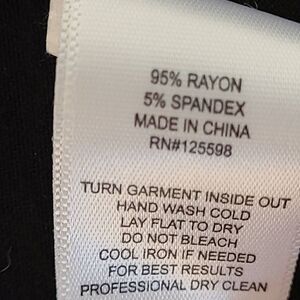 95% RAYON
5% SPANDEX
MADE IN CHINA
RN#125598
TURN GARMENT INSIDE OUT
HAND WASH COLD
LAY FLAT TO DRY
DO NOT BLEACH
COOL IRON IF NEEDED
FOR BEST RESULTS
PROFESSIONAL DRY CLEAN